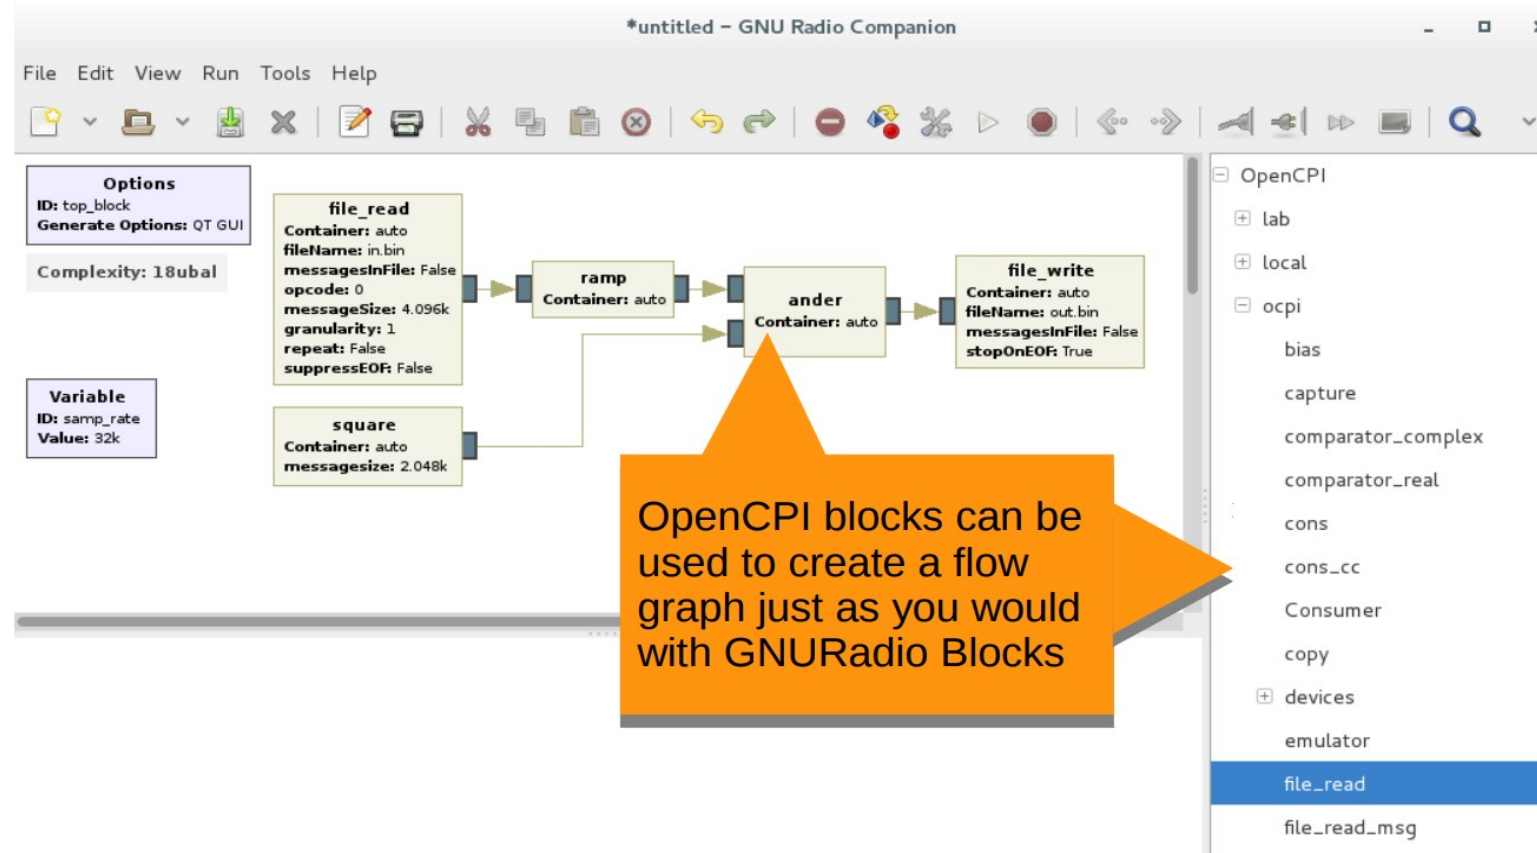 *untitled – GNU Radio Companion
File Edit View Run Tools Help
Options
ID: top_block
Generate Options: QT GUI
Complexity: 18ubal
Variable
ID: samp_rate
Value: 32k
file_read
Container: auto
fileName: in.bin
messagesInFile: False
opcode: 0
messageSize: 4.096k
granularity: 1
repeat: False
suppressEOF: False
square
Container: auto
messagesize: 2.048k
ramp
Container: auto
ander
Container: auto
file_write
Container: auto
fileName: out.bin
messagesInFile: False
stopOnEOF: True
OpenCPI blocks can be
used to create a flow
graph just as you would
with GNURadio Blocks
OpenCPI
lab
local
ocpi
bias
capture
comparator_complex
comparator_real
cons
cons_cc
Consumer
copy
devices
emulator
file_read
file_read_msg